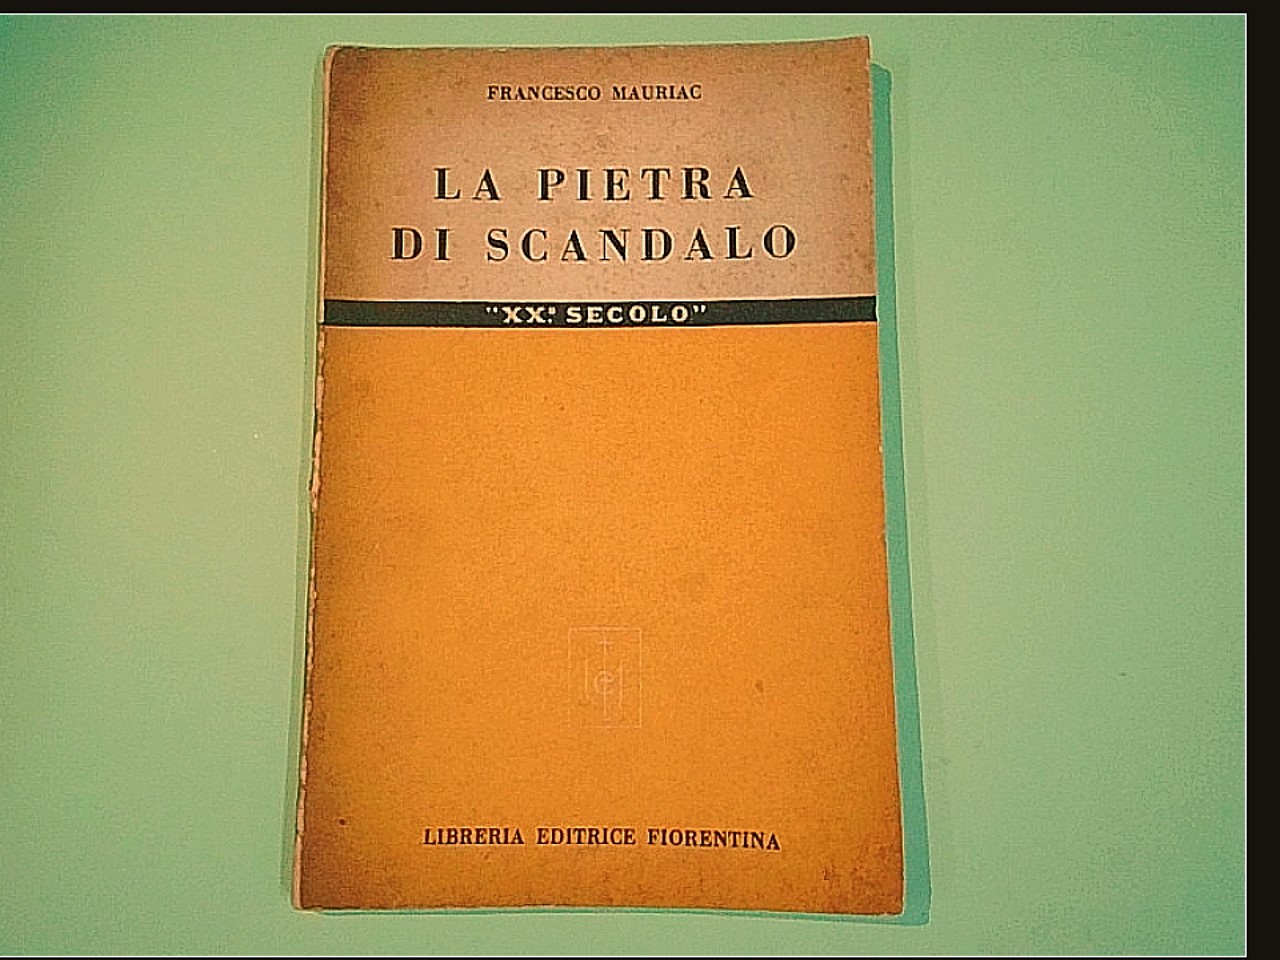 FRANCESCO MAURIAC
LA PIETRA
DI SCANDALO
"XX.º SECOLO"
LIBRERIA EDITRICE FIORENTINA